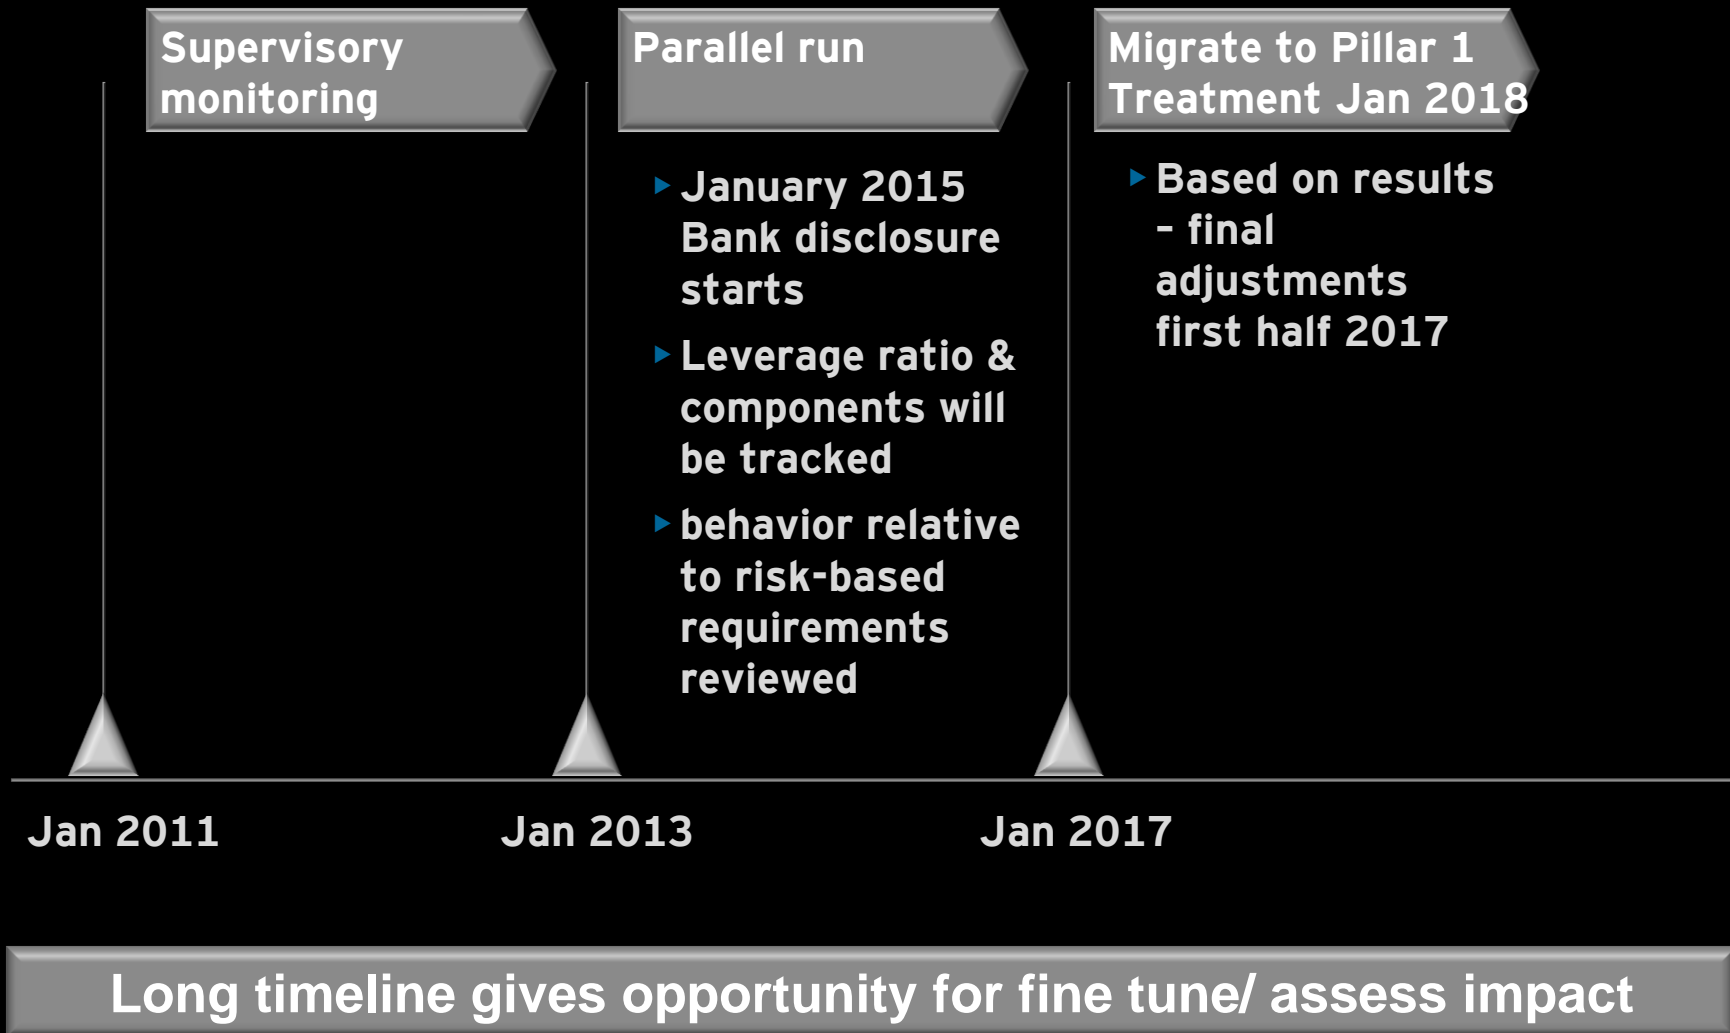 Supervisory
monitoring
Parallel run
Migrate to Pillar 1
Treatment Jan 2018
January 2015
Bank disclosure
starts
Leverage ratio &
components will
be tracked
behavior relative
to risk-based
requirements
reviewed
Based on results
– final
adjustments
first half 2017
Jan 2011
Jan 2013
Jan 2017
Long timeline gives opportunity for fine tune/ assess impact